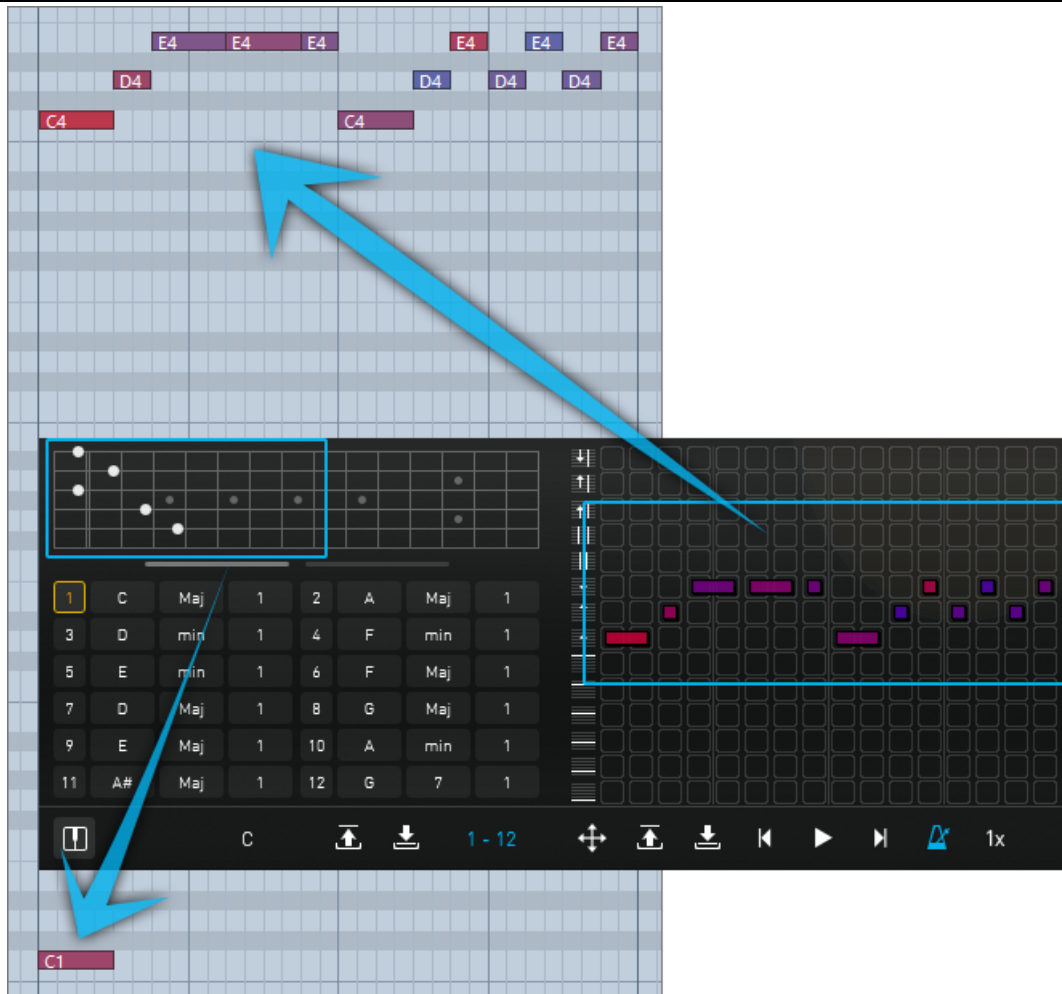 E4 E4 E4 E4 E4 E4
D4 D4 D4 D4
C4 C4
1 C Maj 1 2 A Maj 1
3 D min 1 4 F min 1
5 E min 1 6 F Maj 1
7 D Maj 1 8 G Maj 1
9 E Maj 1 10 A min 1
11 A# Maj 1 12 G 7 1
C 1 - 12 1x
C1